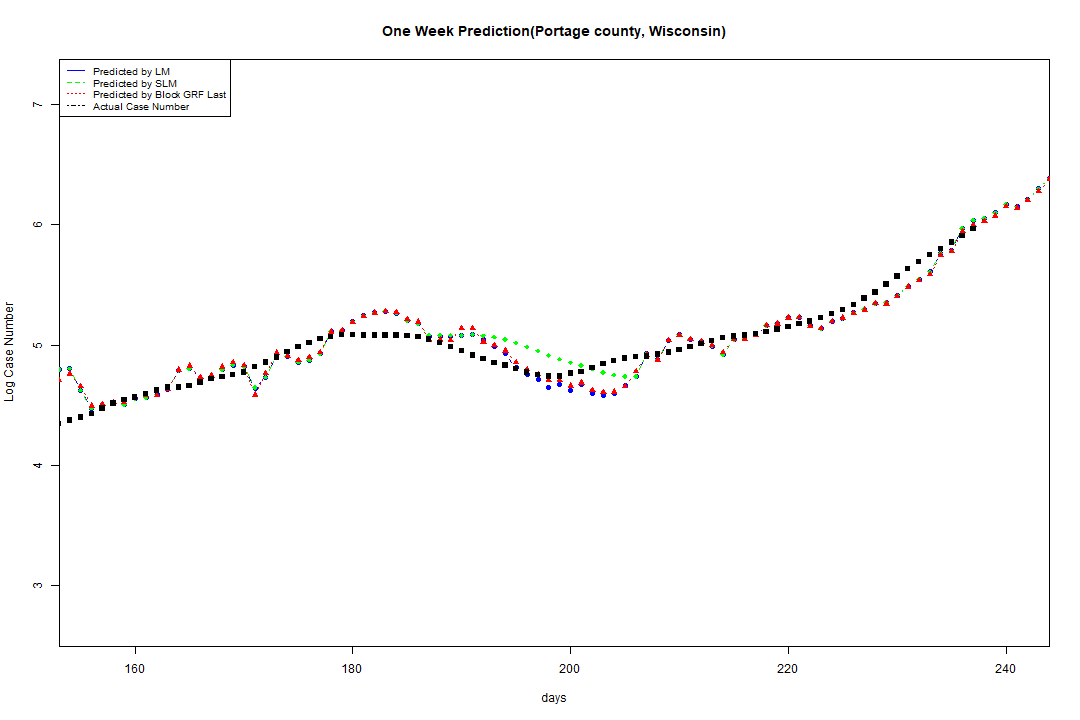 One Week Prediction(Portage county, Wisconsin)
Predicted by LM
Predicted by SLM
Predicted by Block GRF Last
Actual Case Number
7
6
5
4
3
Log Case Number
160 180 200 220 240
days